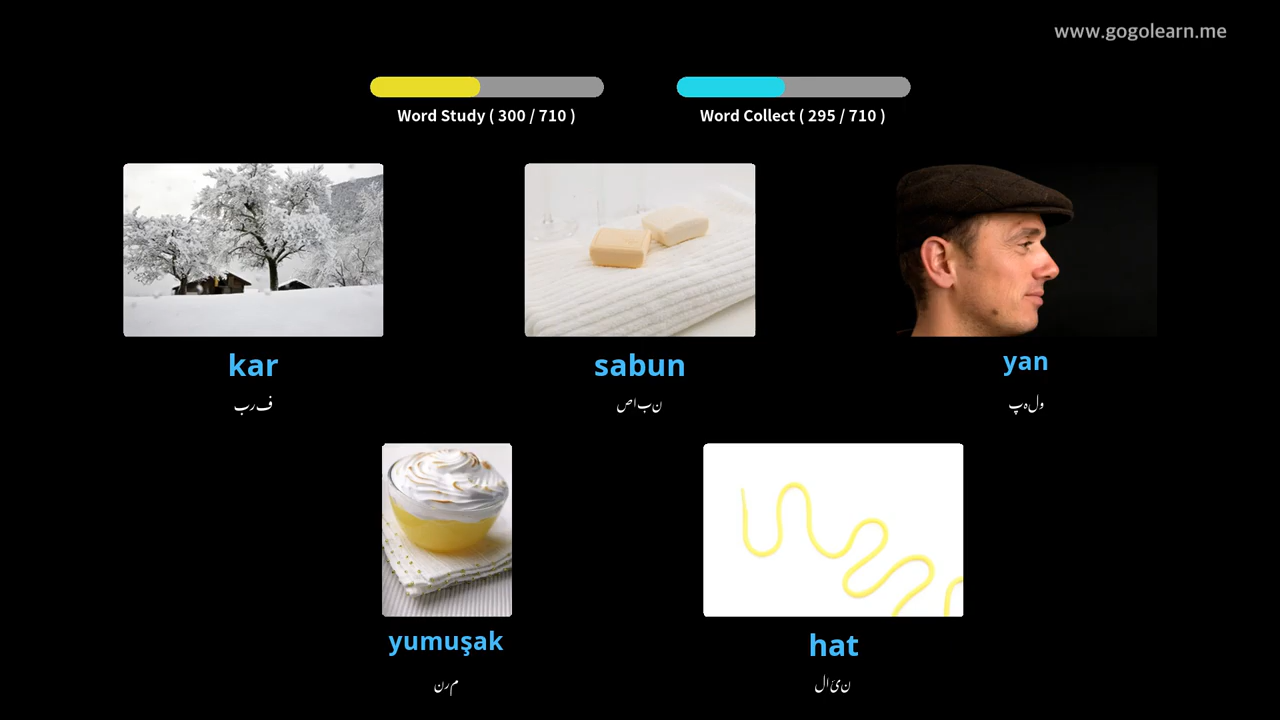 www.gogolearn.me
Word Study ( 300 / 710 )
Word Collect ( 295 / 710 )
kar
برف
sabun
صابن
yan
پہلو
yumuşak
نرم
hat
لائن